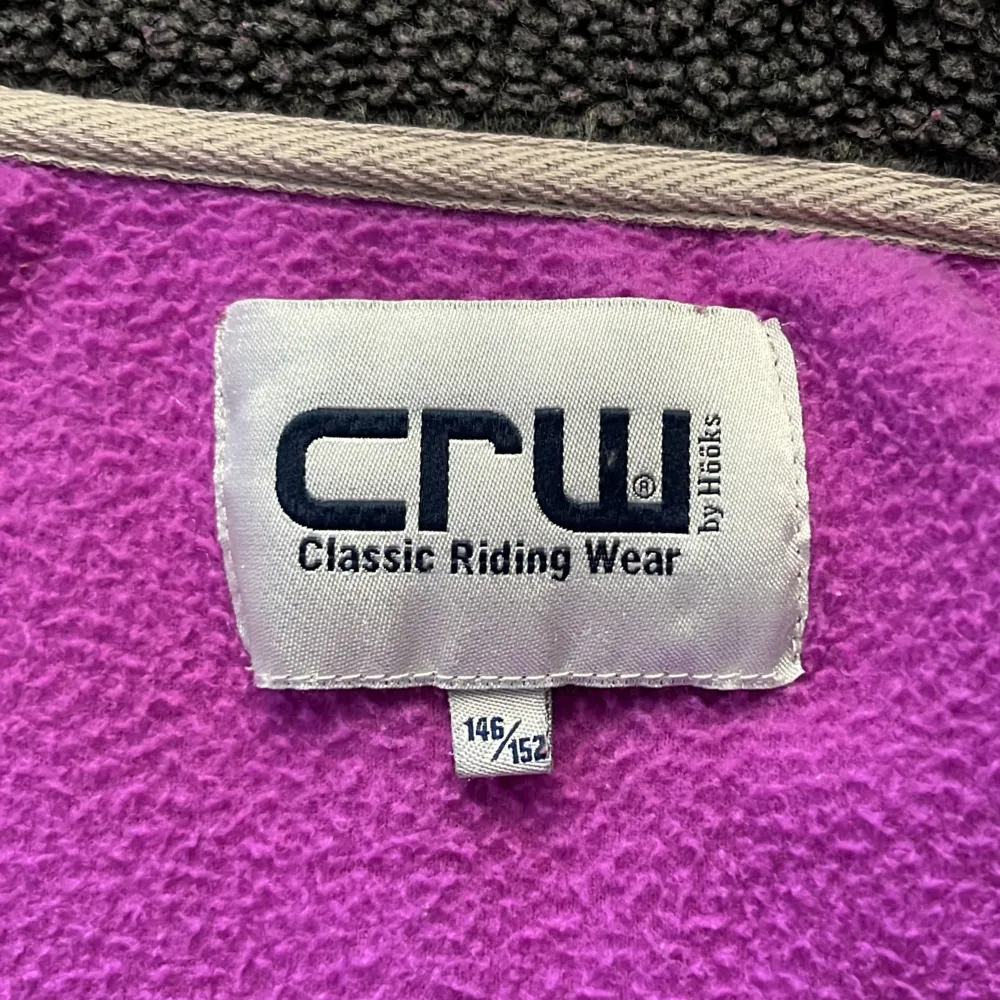 crw ®
by Hööks
Classic Riding Wear
146/152